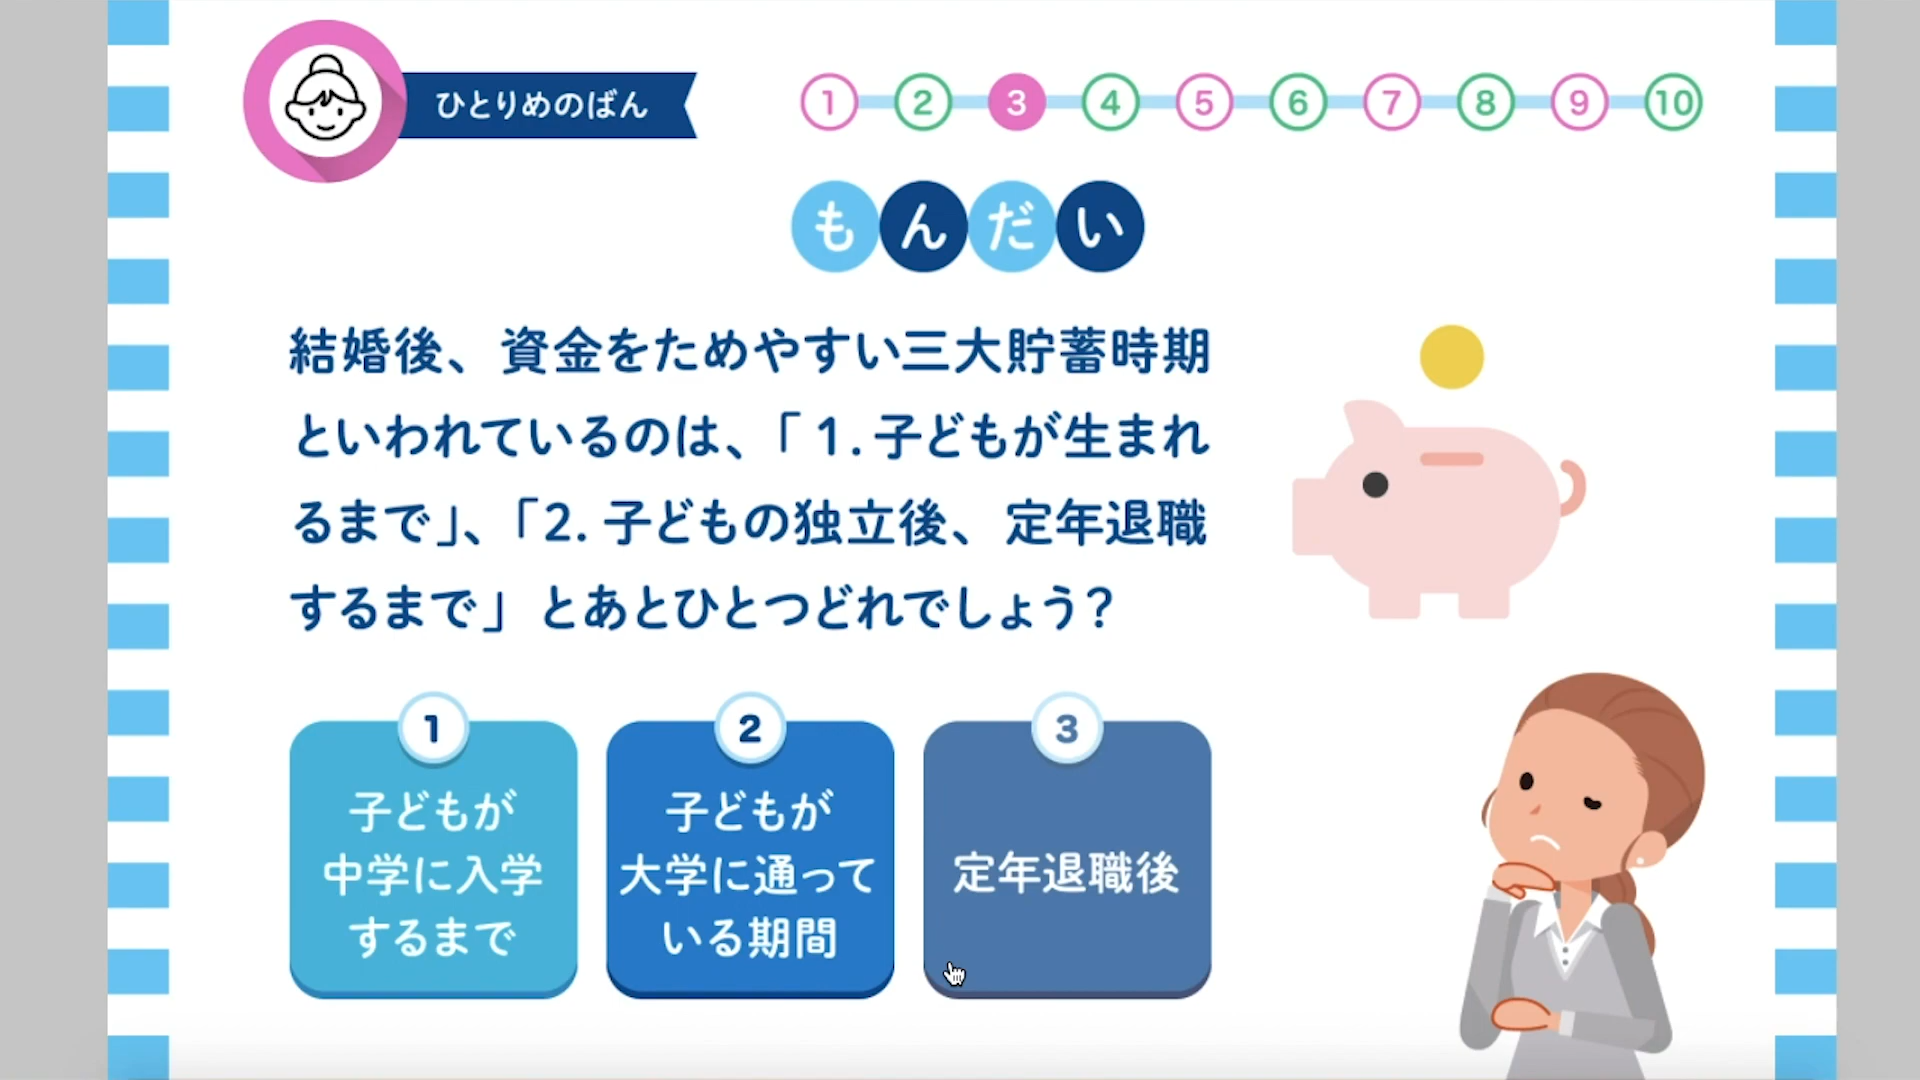 ひとりめのばん
1 2 3 4 5 6 7 8 9 10
もんだい
結婚後、資金をためやすい三大貯蓄時期
といわれているのは、「1.子どもが生まれ
るまで」、「2.子どもの独立後、定年退職
するまで」とあとひとつどれでしょう？
1
子どもが
中学に入学
するまで
2
子どもが
大学に通って
いる期間
3
定年退職後